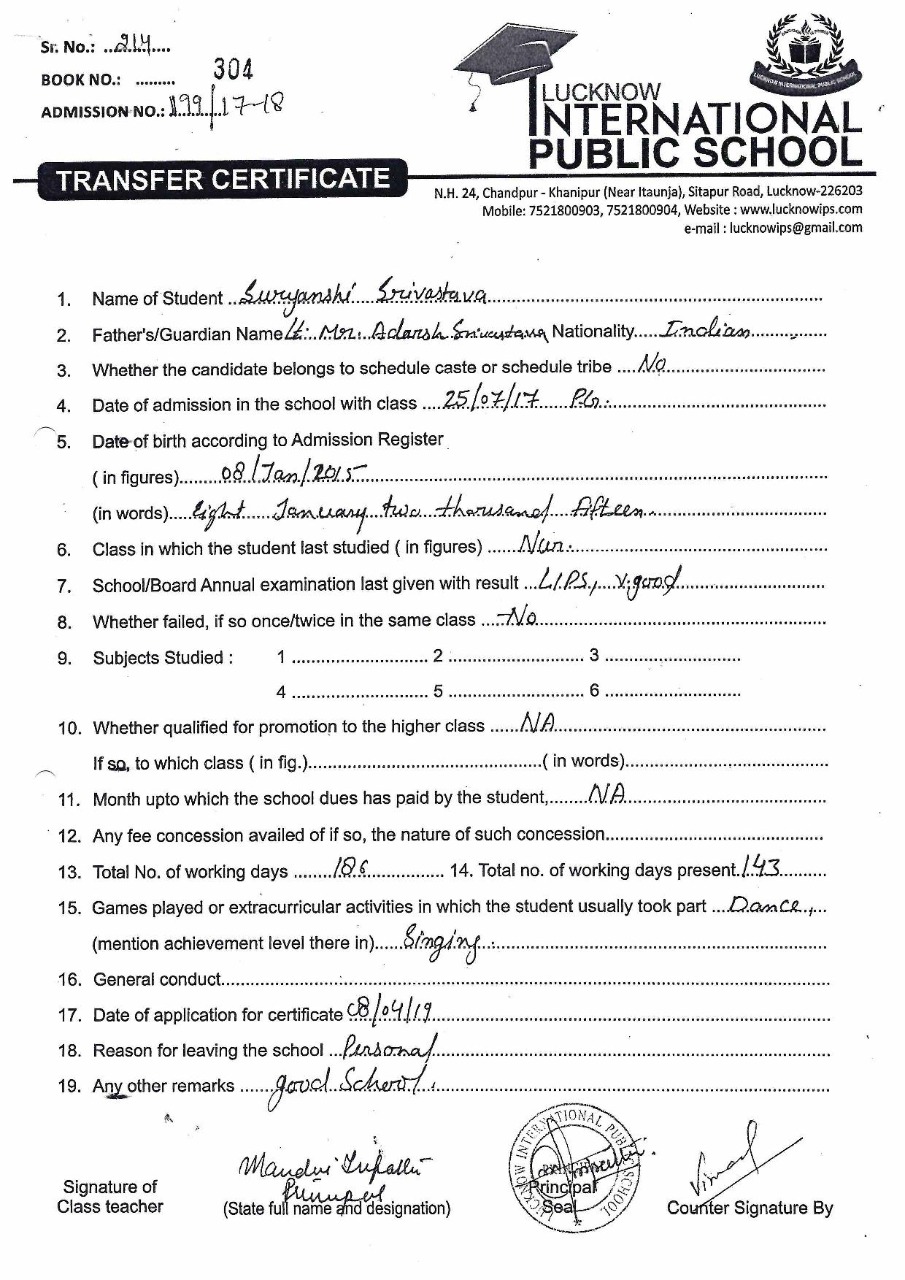 Sr. No.: ..214....
BOOK NO.: ......... 304
ADMISSION NO.: 199/17-18
LUCKNOW INTERNATIONAL PUBLIC SCHOOL
LUCKNOW
INTERNATIONAL
PUBLIC SCHOOL
TRANSFER CERTIFICATE
N.H. 24, Chandpur - Khanipur (Near Itaunja), Sitapur Road, Lucknow-226203
Mobile: 7521800903, 7521800904, Website : www.lucknowips.com
e-mail : lucknowips@gmail.com
1. Name of Student .. Suryanshi Srivastava
2. Father's/Guardian Name Lt. Mr. Adarsh Srivastava Nationality..... Indian
3. Whether the candidate belongs to schedule caste or schedule tribe .... No
4. Date of admission in the school with class .... 25/07/17 P.G.
5. Date of birth according to Admission Register
( in figures)........ 08/Jan/2015
(in words).... Eight January two thousand fifteen.
6. Class in which the student last studied ( in figures) ...... Nur.
7. School/Board Annual examination last given with result ... L.I.P.S., V.good
8. Whether failed, if so once/twice in the same class .... No
9. Subjects Studied : 1 ............ 2 ............ 3 ............
4 ............ 5 ............ 6 ............
10. Whether qualified for promotion to the higher class ...... NA
If so, to which class ( in fig.)............( in words)............
11. Month upto which the school dues has paid by the student,....... NA
12. Any fee concession availed of if so, the nature of such concession............
13. Total No. of working days ........ 186 ............ 14. Total no. of working days present. 143
15. Games played or extracurricular activities in which the student usually took part ... Dance,
(mention achievement level there in)..... Singing.
16. General conduct............
17. Date of application for certificate 08/04/19
18. Reason for leaving the school ... Personal
19. Any other remarks ...... good School.
Principal
LUCKNOW INTERNATIONAL PUBLIC SCHOOL
Principal
Seal
Signature of
Class teacher
(State full name and designation)
Counter Signature By